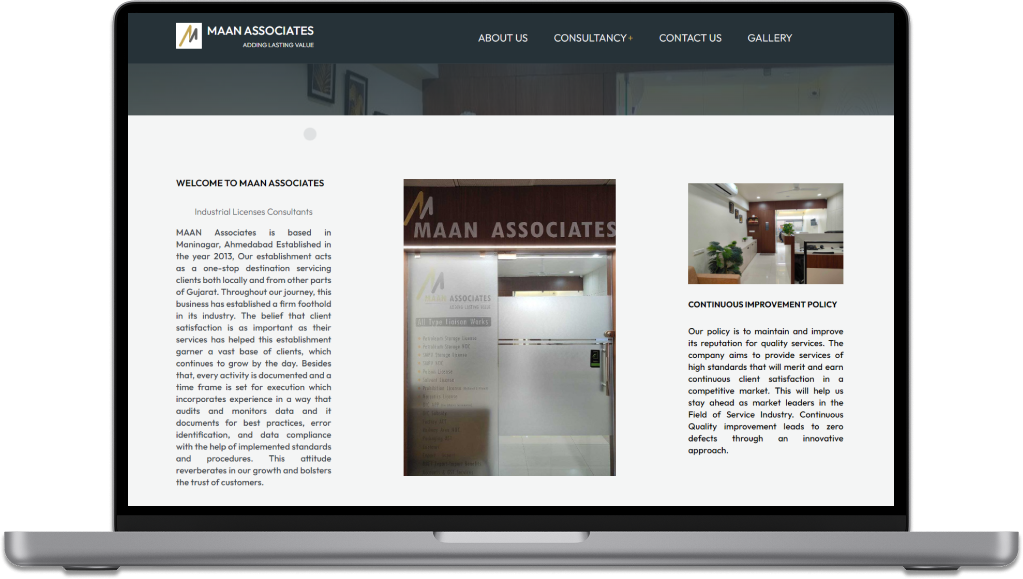 MAAN ASSOCIATES
ADDING LASTING VALUE
ABOUT US
CONSULTANCY+
CONTACT US
GALLERY
WELCOME TO MAAN ASSOCIATES
Industrial Licenses Consultants
MAAN Associates is based in
Maninagar, Ahmedabad Established in
the year 2013, Our establishment acts
as a one-stop destination servicing
clients both locally and from other parts
of Gujarat. Throughout our journey, this
business has established a firm foothold
in its industry. The belief that client
satisfaction is as important as their
services has helped this establishment
garner a vast base of clients, which
continues to grow by the day. Besides
that, every activity is documented and a
time frame is set for execution which
incorporates experience in a way that
audits and monitors data and it
documents for best practices, error
identification, and data compliance
with the help of implemented standards
and procedures. This attitude
reverberates in our growth and bolsters
the trust of customers.
MAAN ASSOCIATES
MAAN ASSOCIATES
All Type Liaison Works
CONTINUOUS IMPROVEMENT POLICY
Our policy is to maintain and improve
its reputation for quality services. The
company aims to provide services of
high standards that will merit and earn
continuous client satisfaction in a
competitive market. This will help us
stay ahead as market leaders in the
Field of Service Industry. Continuous
Quality improvement leads to zero
defects through an innovative
approach.